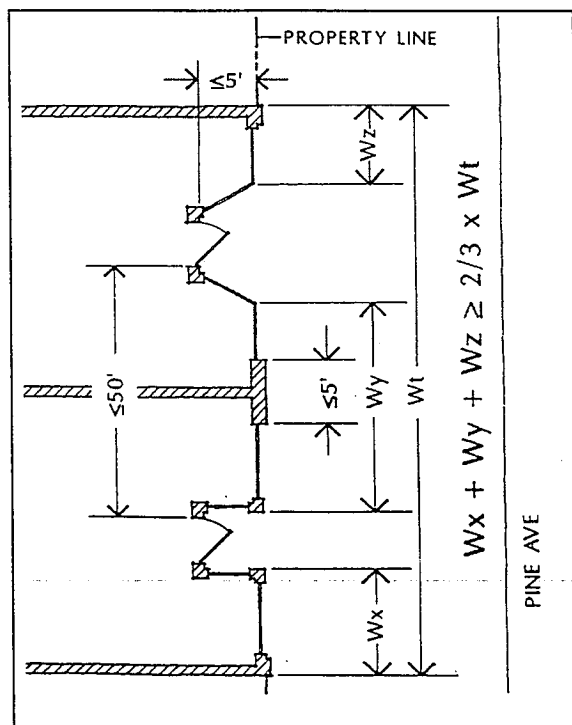 PROPERTY LINE
≤5'
Wz
≤50'
≤5'
Wy
Wt
Wx + Wy + Wz ≥ 2/3 x Wt
Wx
PINE AVE